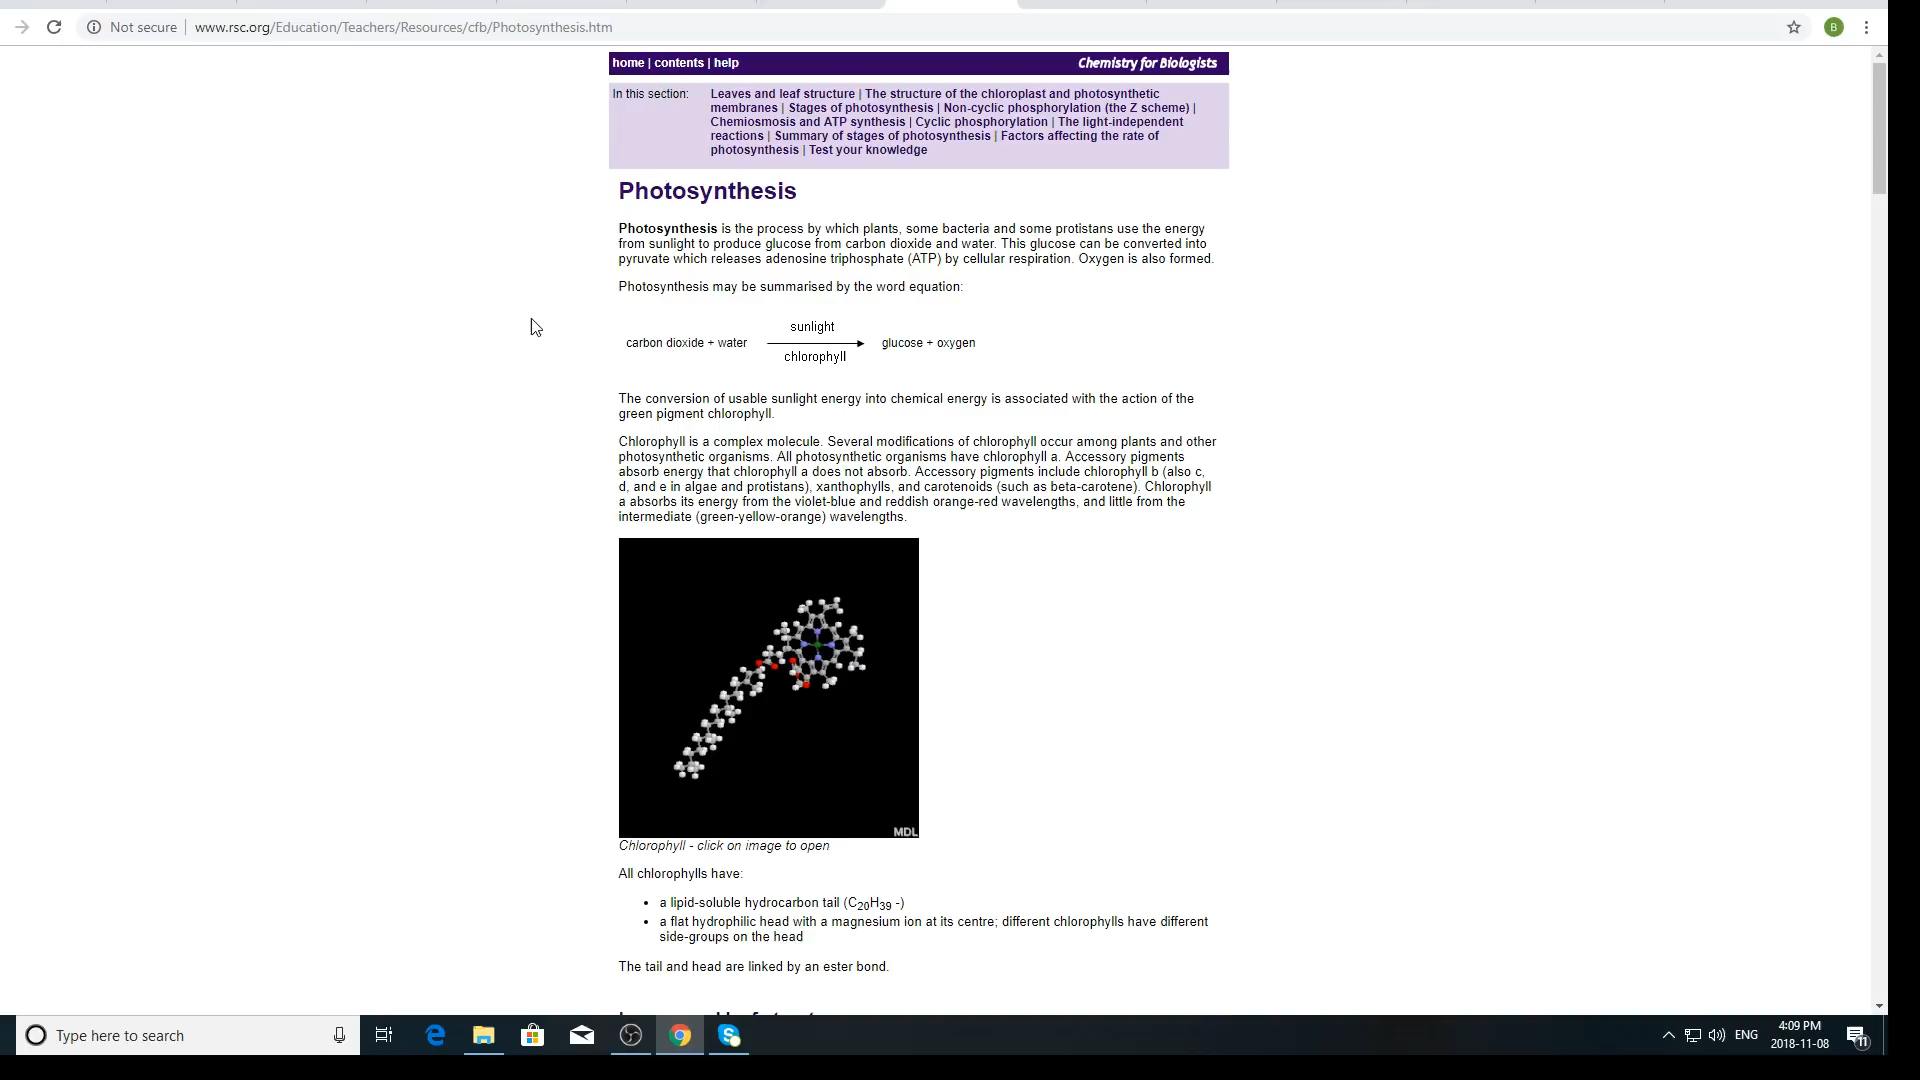 Not secure | www.rsc.org/Education/Teachers/Resources/cfb/Photosynthesis.htm
B
home | contents | help
Chemistry for Biologists
In this section:
Leaves and leaf structure | The structure of the chloroplast and photosynthetic
membranes | Stages of photosynthesis | Non-cyclic phosphorylation (the Z scheme) |
Chemiosmosis and ATP synthesis | Cyclic phosphorylation | The light-independent
reactions | Summary of stages of photosynthesis | Factors affecting the rate of
photosynthesis | Test your knowledge
Photosynthesis
Photosynthesis is the process by which plants, some bacteria and some protistans use the energy
from sunlight to produce glucose from carbon dioxide and water. This glucose can be converted into
pyruvate which releases adenosine triphosphate (ATP) by cellular respiration. Oxygen is also formed.
Photosynthesis may be summarised by the word equation:
sunlight
carbon dioxide + water
glucose + oxygen
chlorophyll
The conversion of usable sunlight energy into chemical energy is associated with the action of the
green pigment chlorophyll.
Chlorophyll is a complex molecule. Several modifications of chlorophyll occur among plants and other
photosynthetic organisms. All photosynthetic organisms have chlorophyll a. Accessory pigments
absorb energy that chlorophyll a does not absorb. Accessory pigments include chlorophyll b (also c,
d, and e in algae and protistans), xanthophylls, and carotenoids (such as beta-carotene). Chlorophyll
a absorbs its energy from the violet-blue and reddish orange-red wavelengths, and little from the
intermediate (green-yellow-orange) wavelengths.
MDL
Chlorophyll - click on image to open
All chlorophylls have:
• a lipid-soluble hydrocarbon tail (C20H39 -)
• a flat hydrophilic head with a magnesium ion at its centre; different chlorophylls have different
side-groups on the head
The tail and head are linked by an ester bond.
Type here to search
ENG
4:09 PM
2018-11-08
11